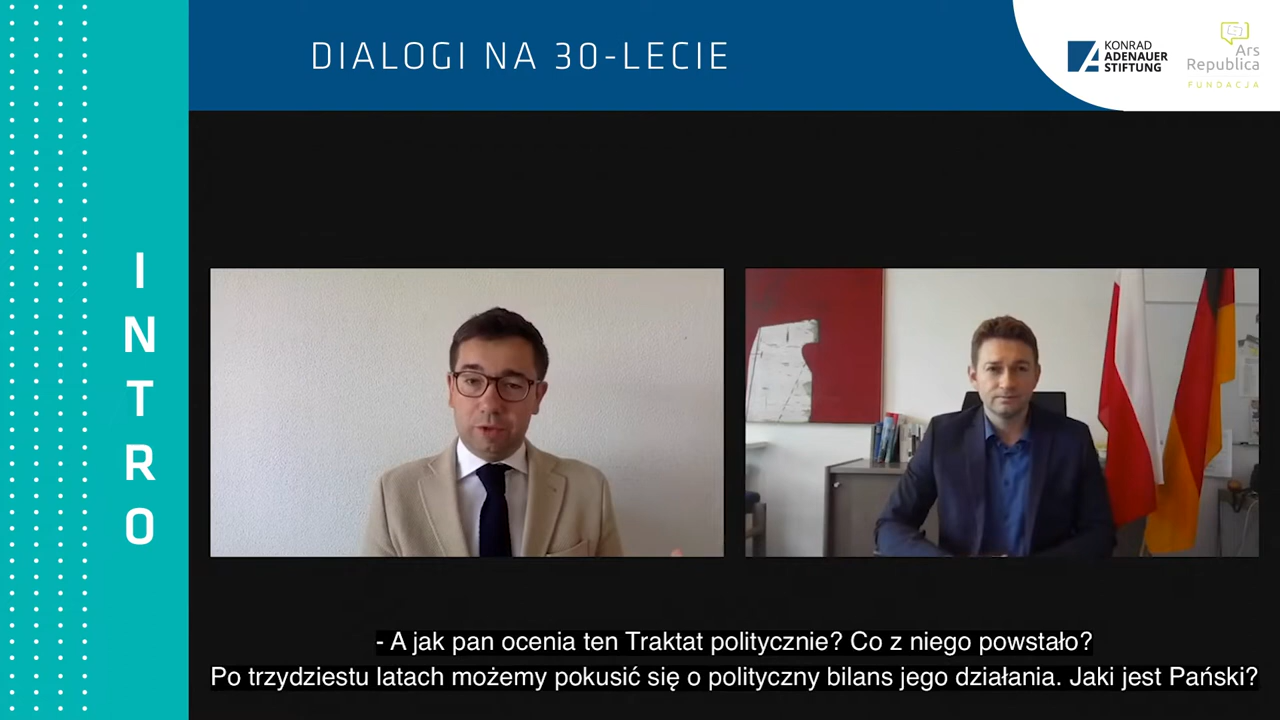 DIALOGI NA 30-LECIE
KONRAD
ADENAUER
STIFTUNG
Ars
Republica
FUNDACJA
INTRO
- A jak pan ocenia ten Traktat politycznie? Co z niego powstało?
Po trzydziestu latach możemy pokusić się o polityczny bilans jego działania. Jaki jest Pański?